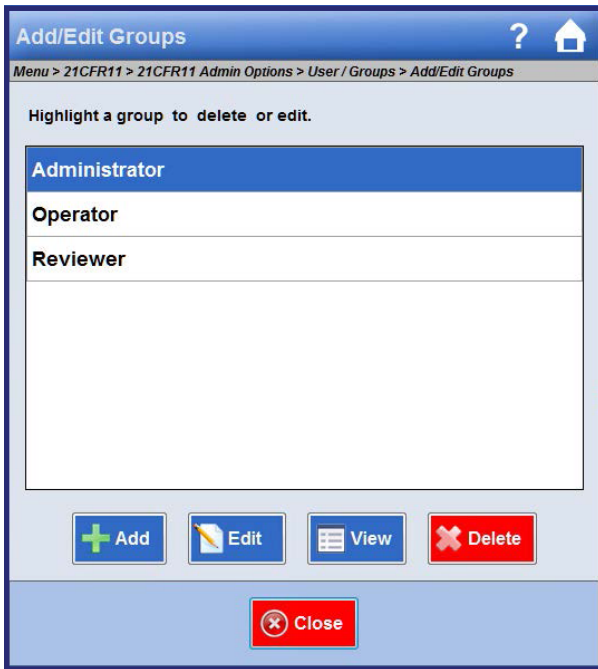 Add/Edit Groups ?
Menu > 21CFR11 > 21CFR11 Admin Options > User / Groups > Add/Edit Groups
Highlight a group to delete or edit.
Administrator
Operator
Reviewer
Add Edit View Delete
Close